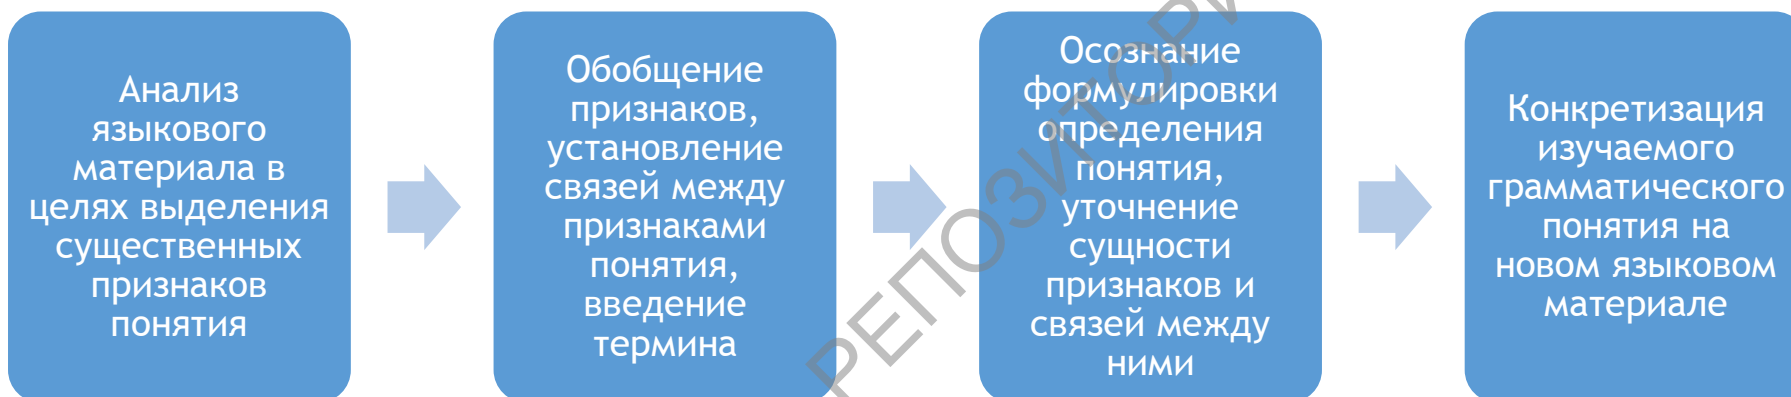 Анализ
языкового
материала в
целях выделения
существенных
признаков
понятия
Обобщение
признаков,
установление
связей между
признаками
понятия,
введение
термина
Осознание
формулировки
определения
понятия,
уточнение
сущности
признаков и
связей между
ними
Конкретизация
изучаемого
грамматического
понятия на
новом языковом
материале
РЕПОЗИТОРИ